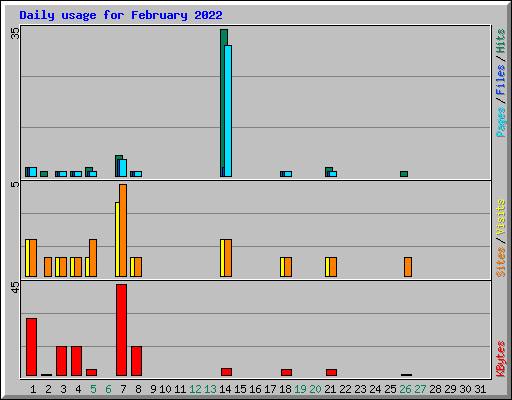 Daily usage for February 2022
35
5
45
Pages / Files / Hits
Sites / Visits
KBytes
1 2 3 4 5 6 7 8 9 10 11 12 13 14 15 16 17 18 19 20 21 22 23 24 25 26 27 28 29 30 31